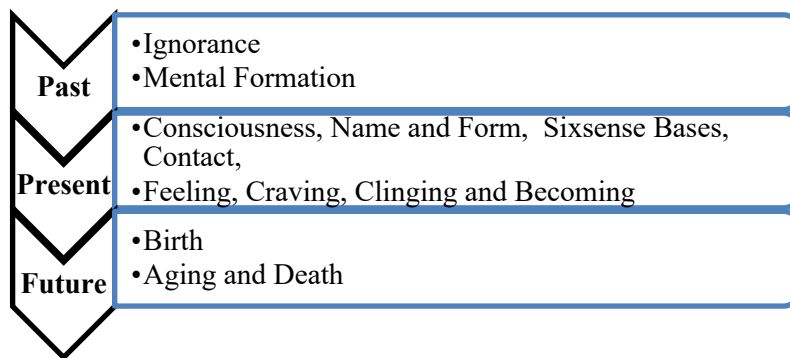 Past
•Ignorance
•Mental Formation
Present
•Consciousness, Name and Form, Sixsense Bases,
Contact,
•Feeling, Craving, Clinging and Becoming
Future
•Birth
•Aging and Death